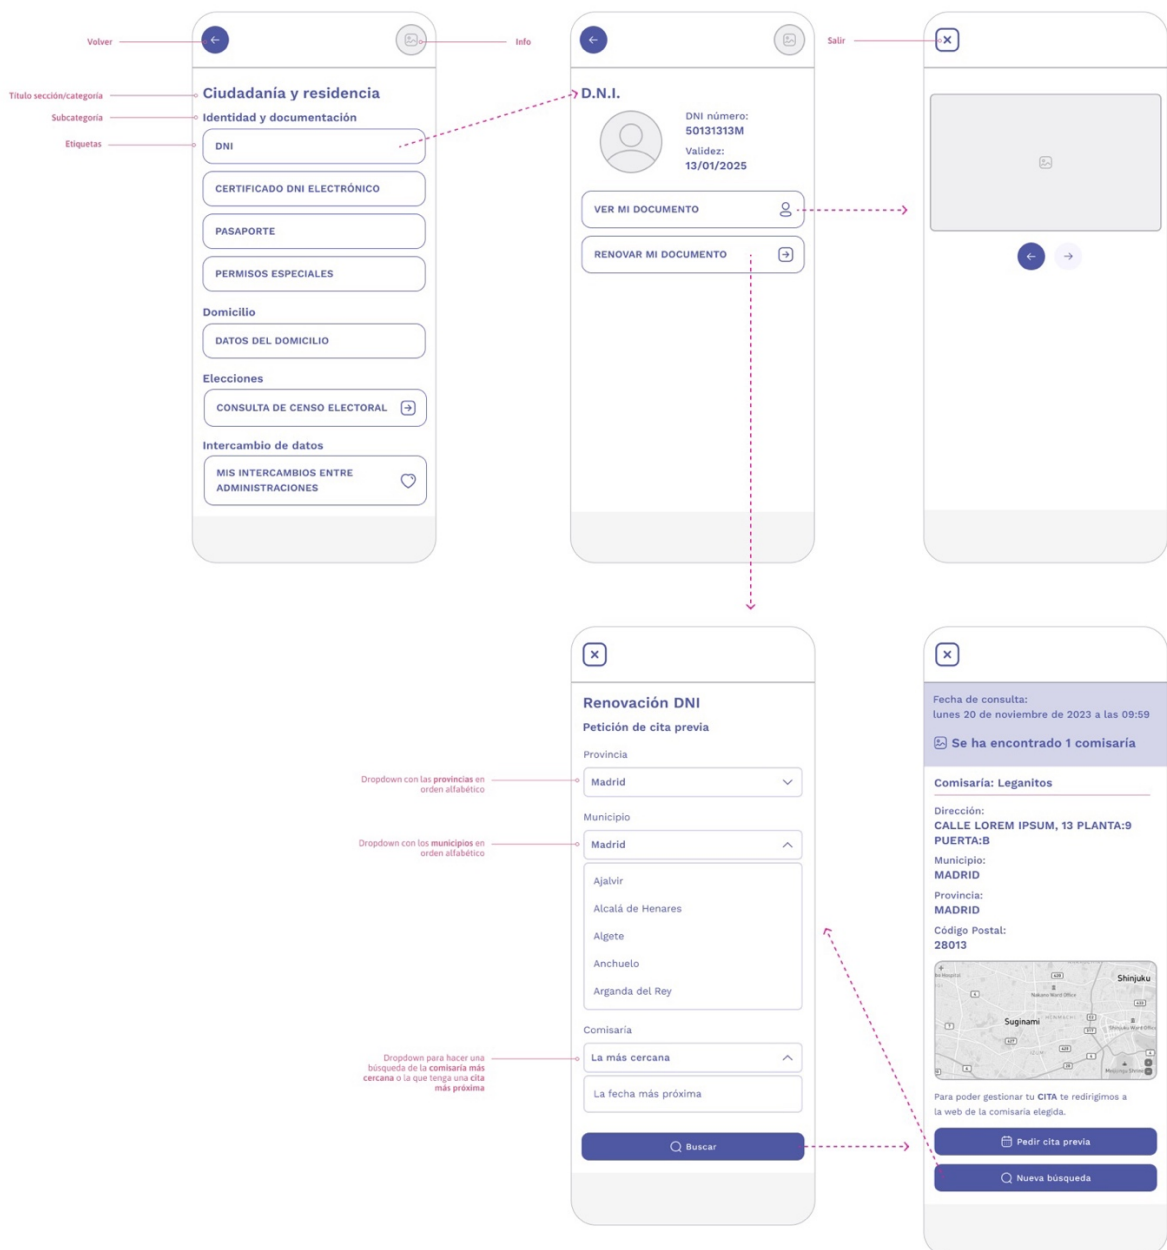 Volver
Info
Título sección/categoría
Ciudadanía y residencia
Subcategoría
Identidad y documentación
Etiquetas
DNI
CERTIFICADO DNI ELECTRÓNICO
PASAPORTE
PERMISOS ESPECIALES
Domicilio
DATOS DEL DOMICILIO
Elecciones
CONSULTA DE CENSO ELECTORAL
Intercambio de datos
MIS INTERCAMBIOS ENTRE
ADMINISTRACIONES
D.N.I.
DNI número:
50131313M
Validez:
13/01/2025
VER MI DOCUMENTO
RENOVAR MI DOCUMENTO
Salir
Renovación DNI
Petición de cita previa
Provincia
Dropdown con las provincias en
orden alfabético
Madrid
Municipio
Dropdown con los municipios en
orden alfabético
Madrid
Ajalvir
Alcalá de Henares
Algete
Anchuelo
Arganda del Rey
Comisaría
Dropdown para hacer una
búsqueda de la comisaría más
cercana o la que tenga una cita
más próxima
La más cercana
La fecha más próxima
Buscar
Fecha de consulta:
lunes 20 de noviembre de 2023 a las 09:59
Se ha encontrado 1 comisaría
Comisaría: Leganitos
Dirección:
CALLE LOREM IPSUM, 13 PLANTA:9
PUERTA:B
Municipio:
MADRID
Provincia:
MADRID
Código Postal:
28013
Shinjuku
Nakano Ward Office
Suginami
Shinjuku Ward Office
Para poder gestionar tu CITA te redirigimos a
la web de la comisaría elegida.
Pedir cita previa
Nueva búsqueda